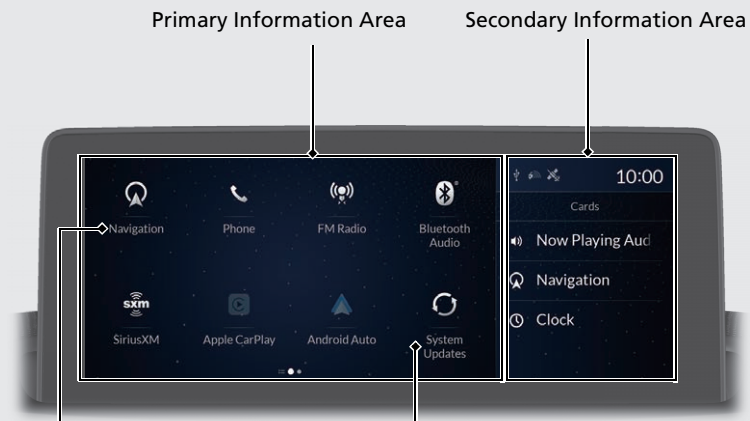 Primary Information Area
Secondary Information Area
10:00
Cards
Navigation
Phone
FM Radio
Bluetooth
Audio
Now Playing Aud
Navigation
Clock
sxm
SiriusXM
Apple CarPlay
Android Auto
System
Updates